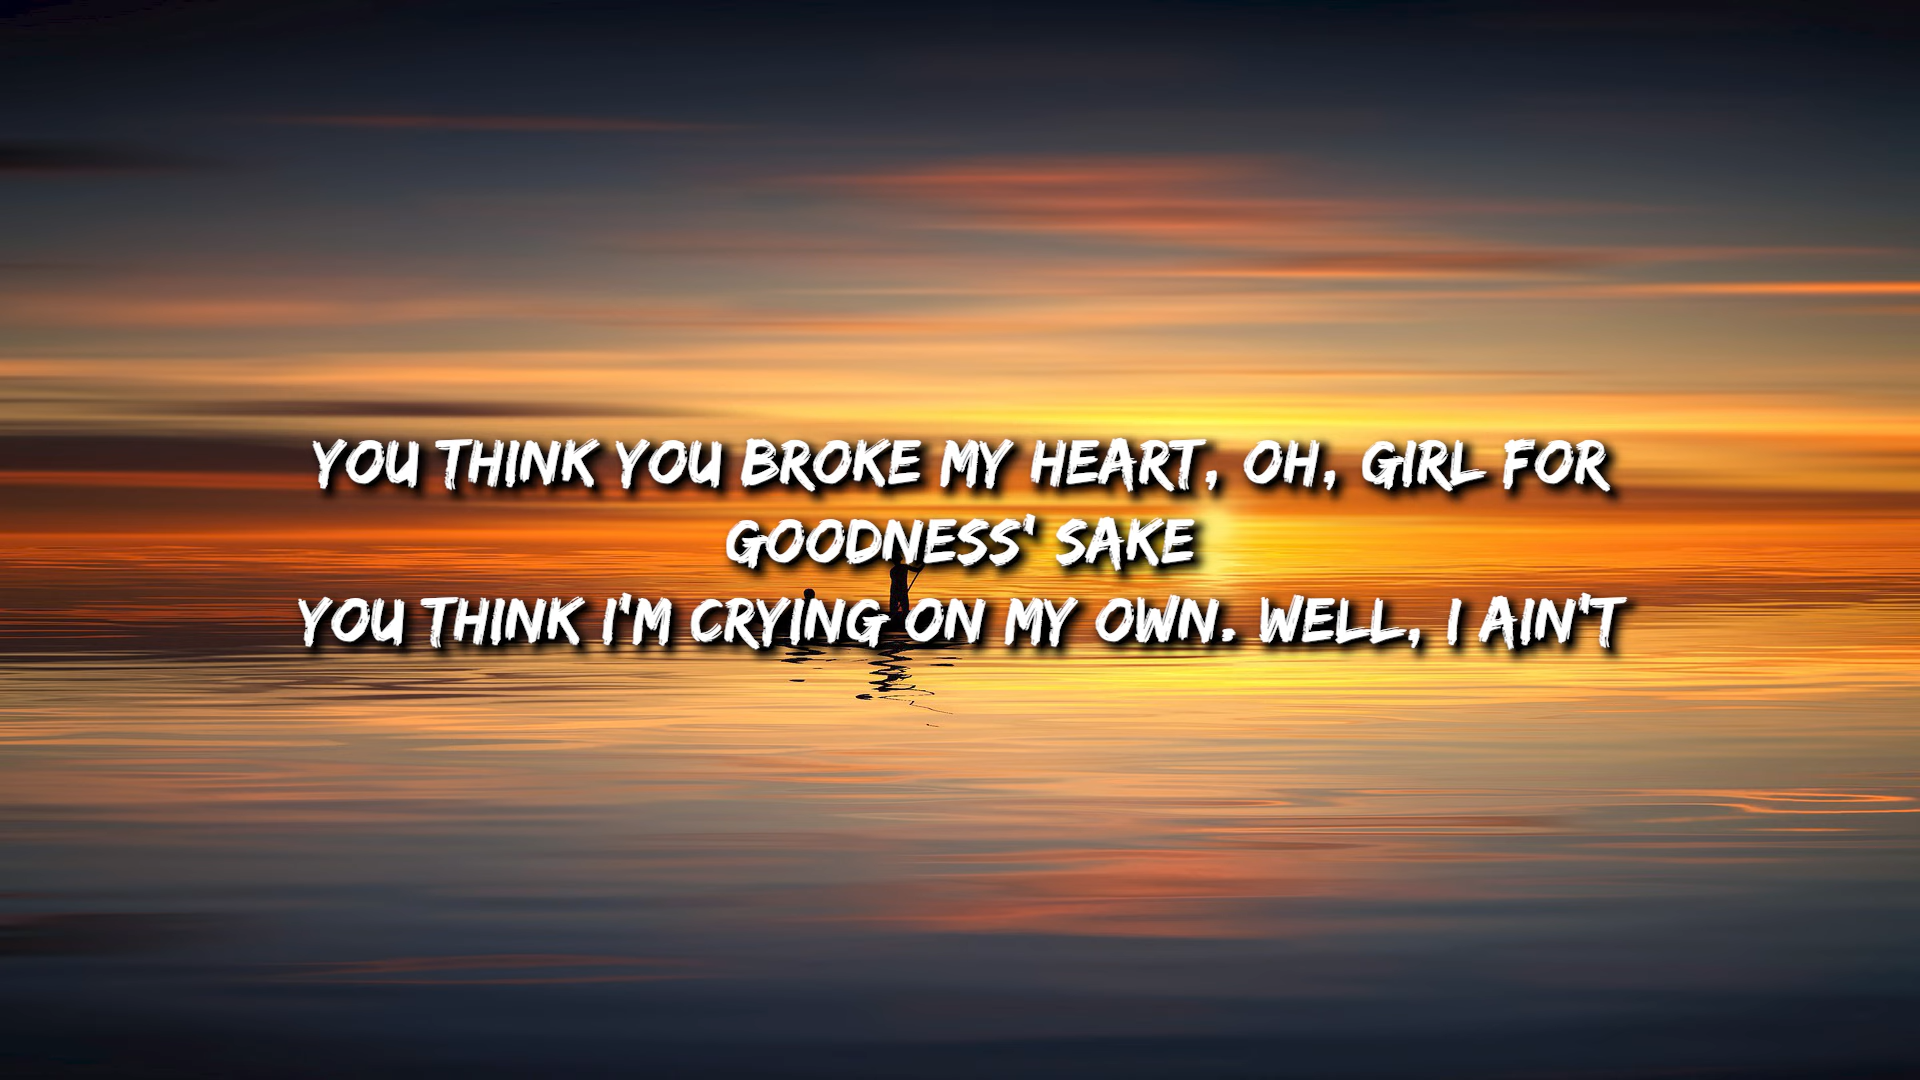 YOU THINK YOU BROKE MY HEART, OH, GIRL FOR
GOODNESS' SAKE
YOU THINK I'M CRYING ON MY OWN. WELL, I AIN'T